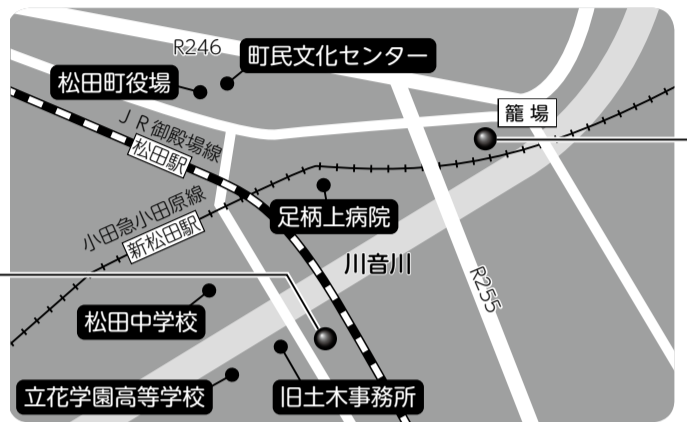 R246
町民文化センター
松田町役場
籠場
JR御殿場線
松田駅
足柄上病院
小田急小田原線
新松田駅
川音川
R255
松田中学校
立花学園高等学校
旧土木事務所